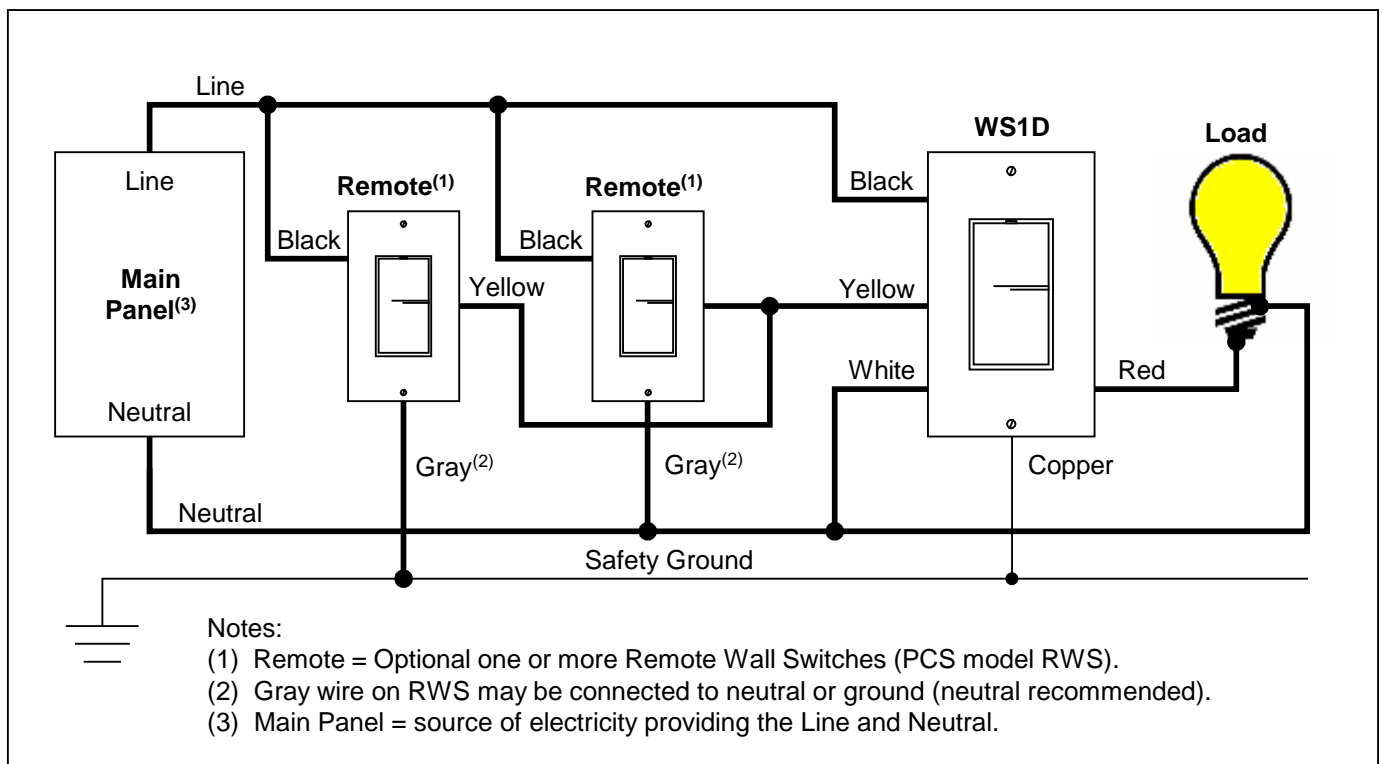 Line
WS1D
Load
Line
Remote(1)
Remote(1)
Black
Black
Black
Main
Panel(3)
Yellow
Yellow
White
Red
Neutral
Gray(2)
Gray(2)
Copper
Neutral
Safety Ground
Notes:
(1) Remote = Optional one or more Remote Wall Switches (PCS model RWS).
(2) Gray wire on RWS may be connected to neutral or ground (neutral recommended).
(3) Main Panel = source of electricity providing the Line and Neutral.